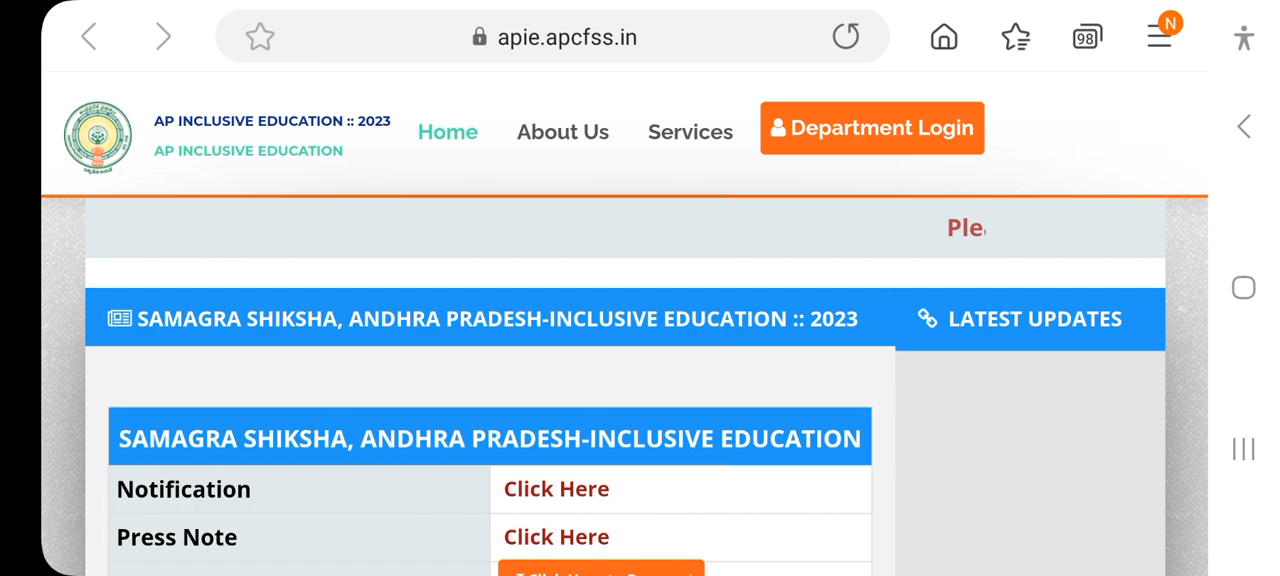 apie.apcfss.in
98
N
AP INCLUSIVE EDUCATION :: 2023
AP INCLUSIVE EDUCATION
Home
About Us
Services
Department Login
Ple
SAMAGRA SHIKSHA, ANDHRA PRADESH-INCLUSIVE EDUCATION :: 2023
LATEST UPDATES
SAMAGRA SHIKSHA, ANDHRA PRADESH-INCLUSIVE EDUCATION
Notification
Click Here
Press Note
Click Here